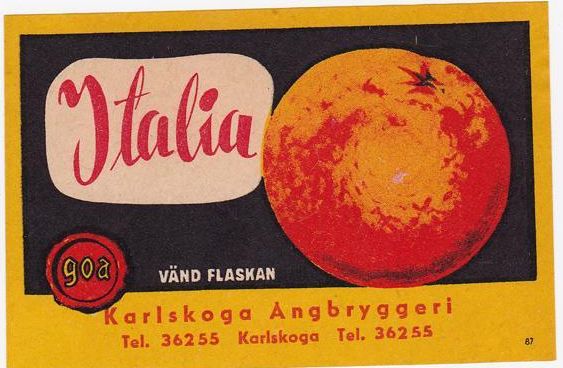 Italia
goa
VÄND FLASKAN
Karlskoga Angbryggeri
Tel. 36255 Karlskoga Tel. 36255
87